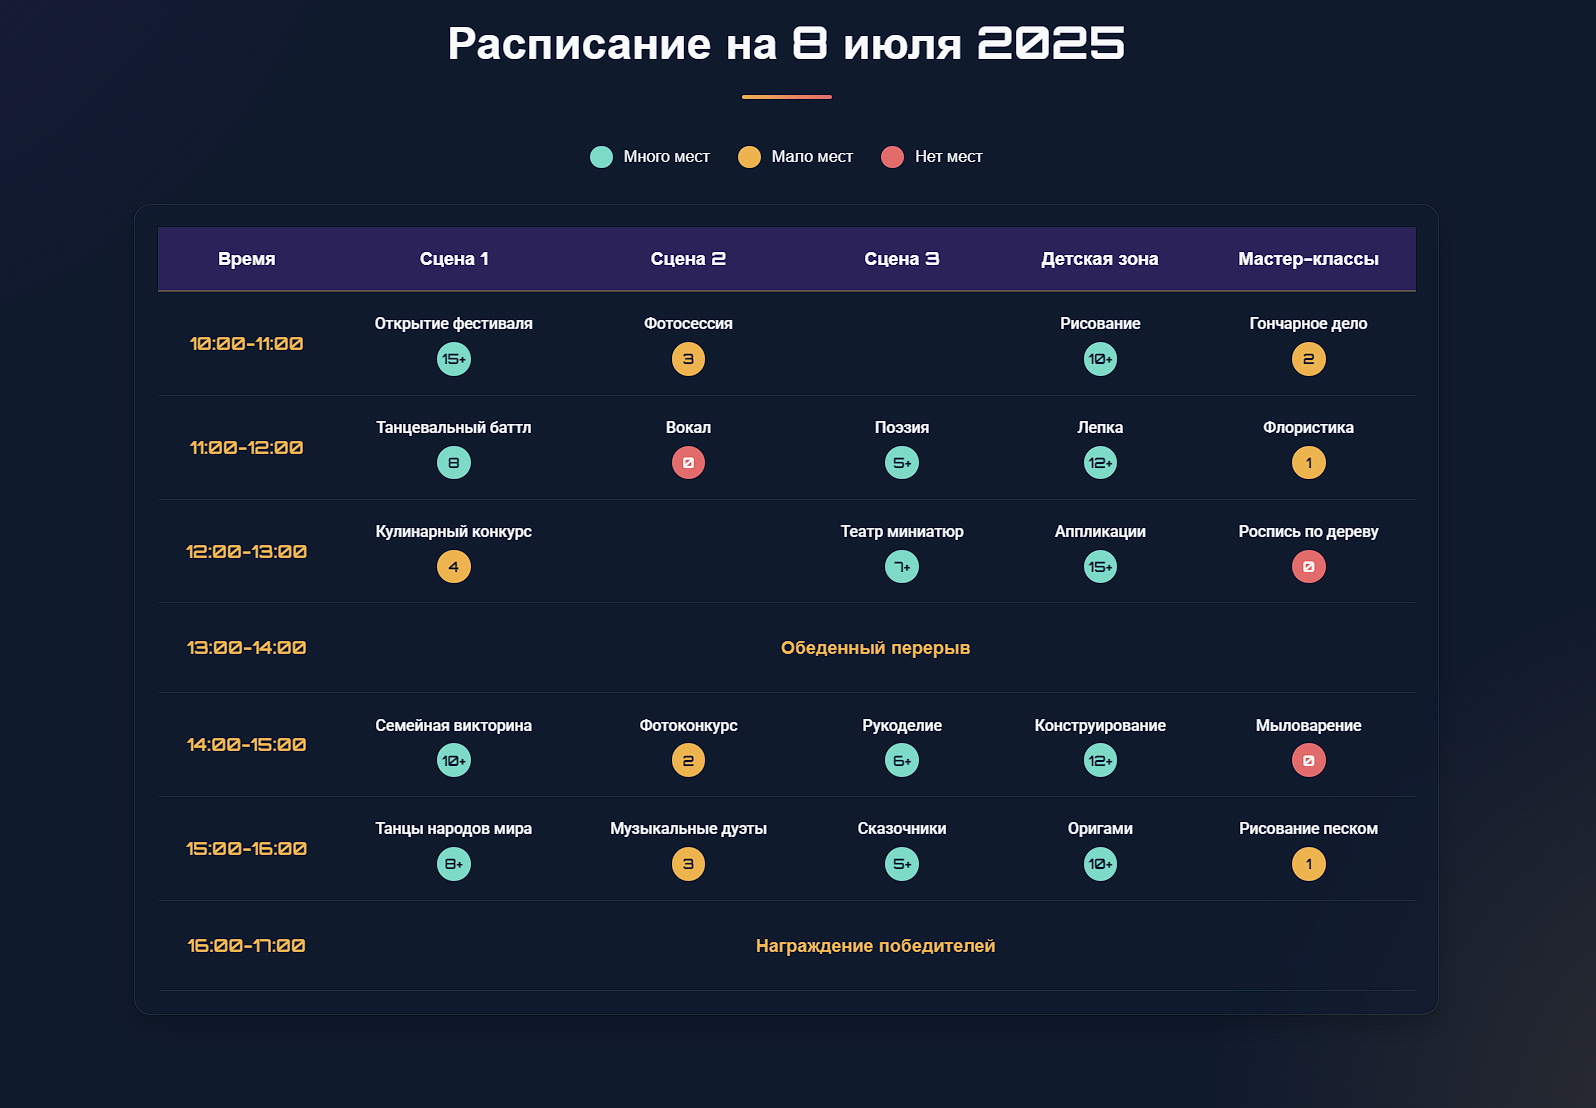 Расписание на 8 июля 2025
Много мест Мало мест Нет мест
Время Сцена 1 Сцена 2 Сцена 3 Детская зона Мастер-классы
Открытие фестиваля Фотосессия Рисование Гончарное дело
10:00-11:00
15+ 3 10+ 2
Танцевальный баттл Вокал Поэзия Лепка Флористика
11:00-12:00
8 0 5+ 12+ 1
Кулинарный конкурс Театр миниатюр Аппликации Роспись по дереву
12:00-13:00
4 7+ 15+ 0
13:00-14:00 Обеденный перерыв
Семейная викторина Фотоконкурс Рукоделие Конструирование Мыловарение
14:00-15:00
10+ 2 6+ 12+ 0
Танцы народов мира Музыкальные дуэты Сказочники Оригами Рисование песком
15:00-16:00
8+ 3 5+ 10+ 1
16:00-17:00 Награждение победителей